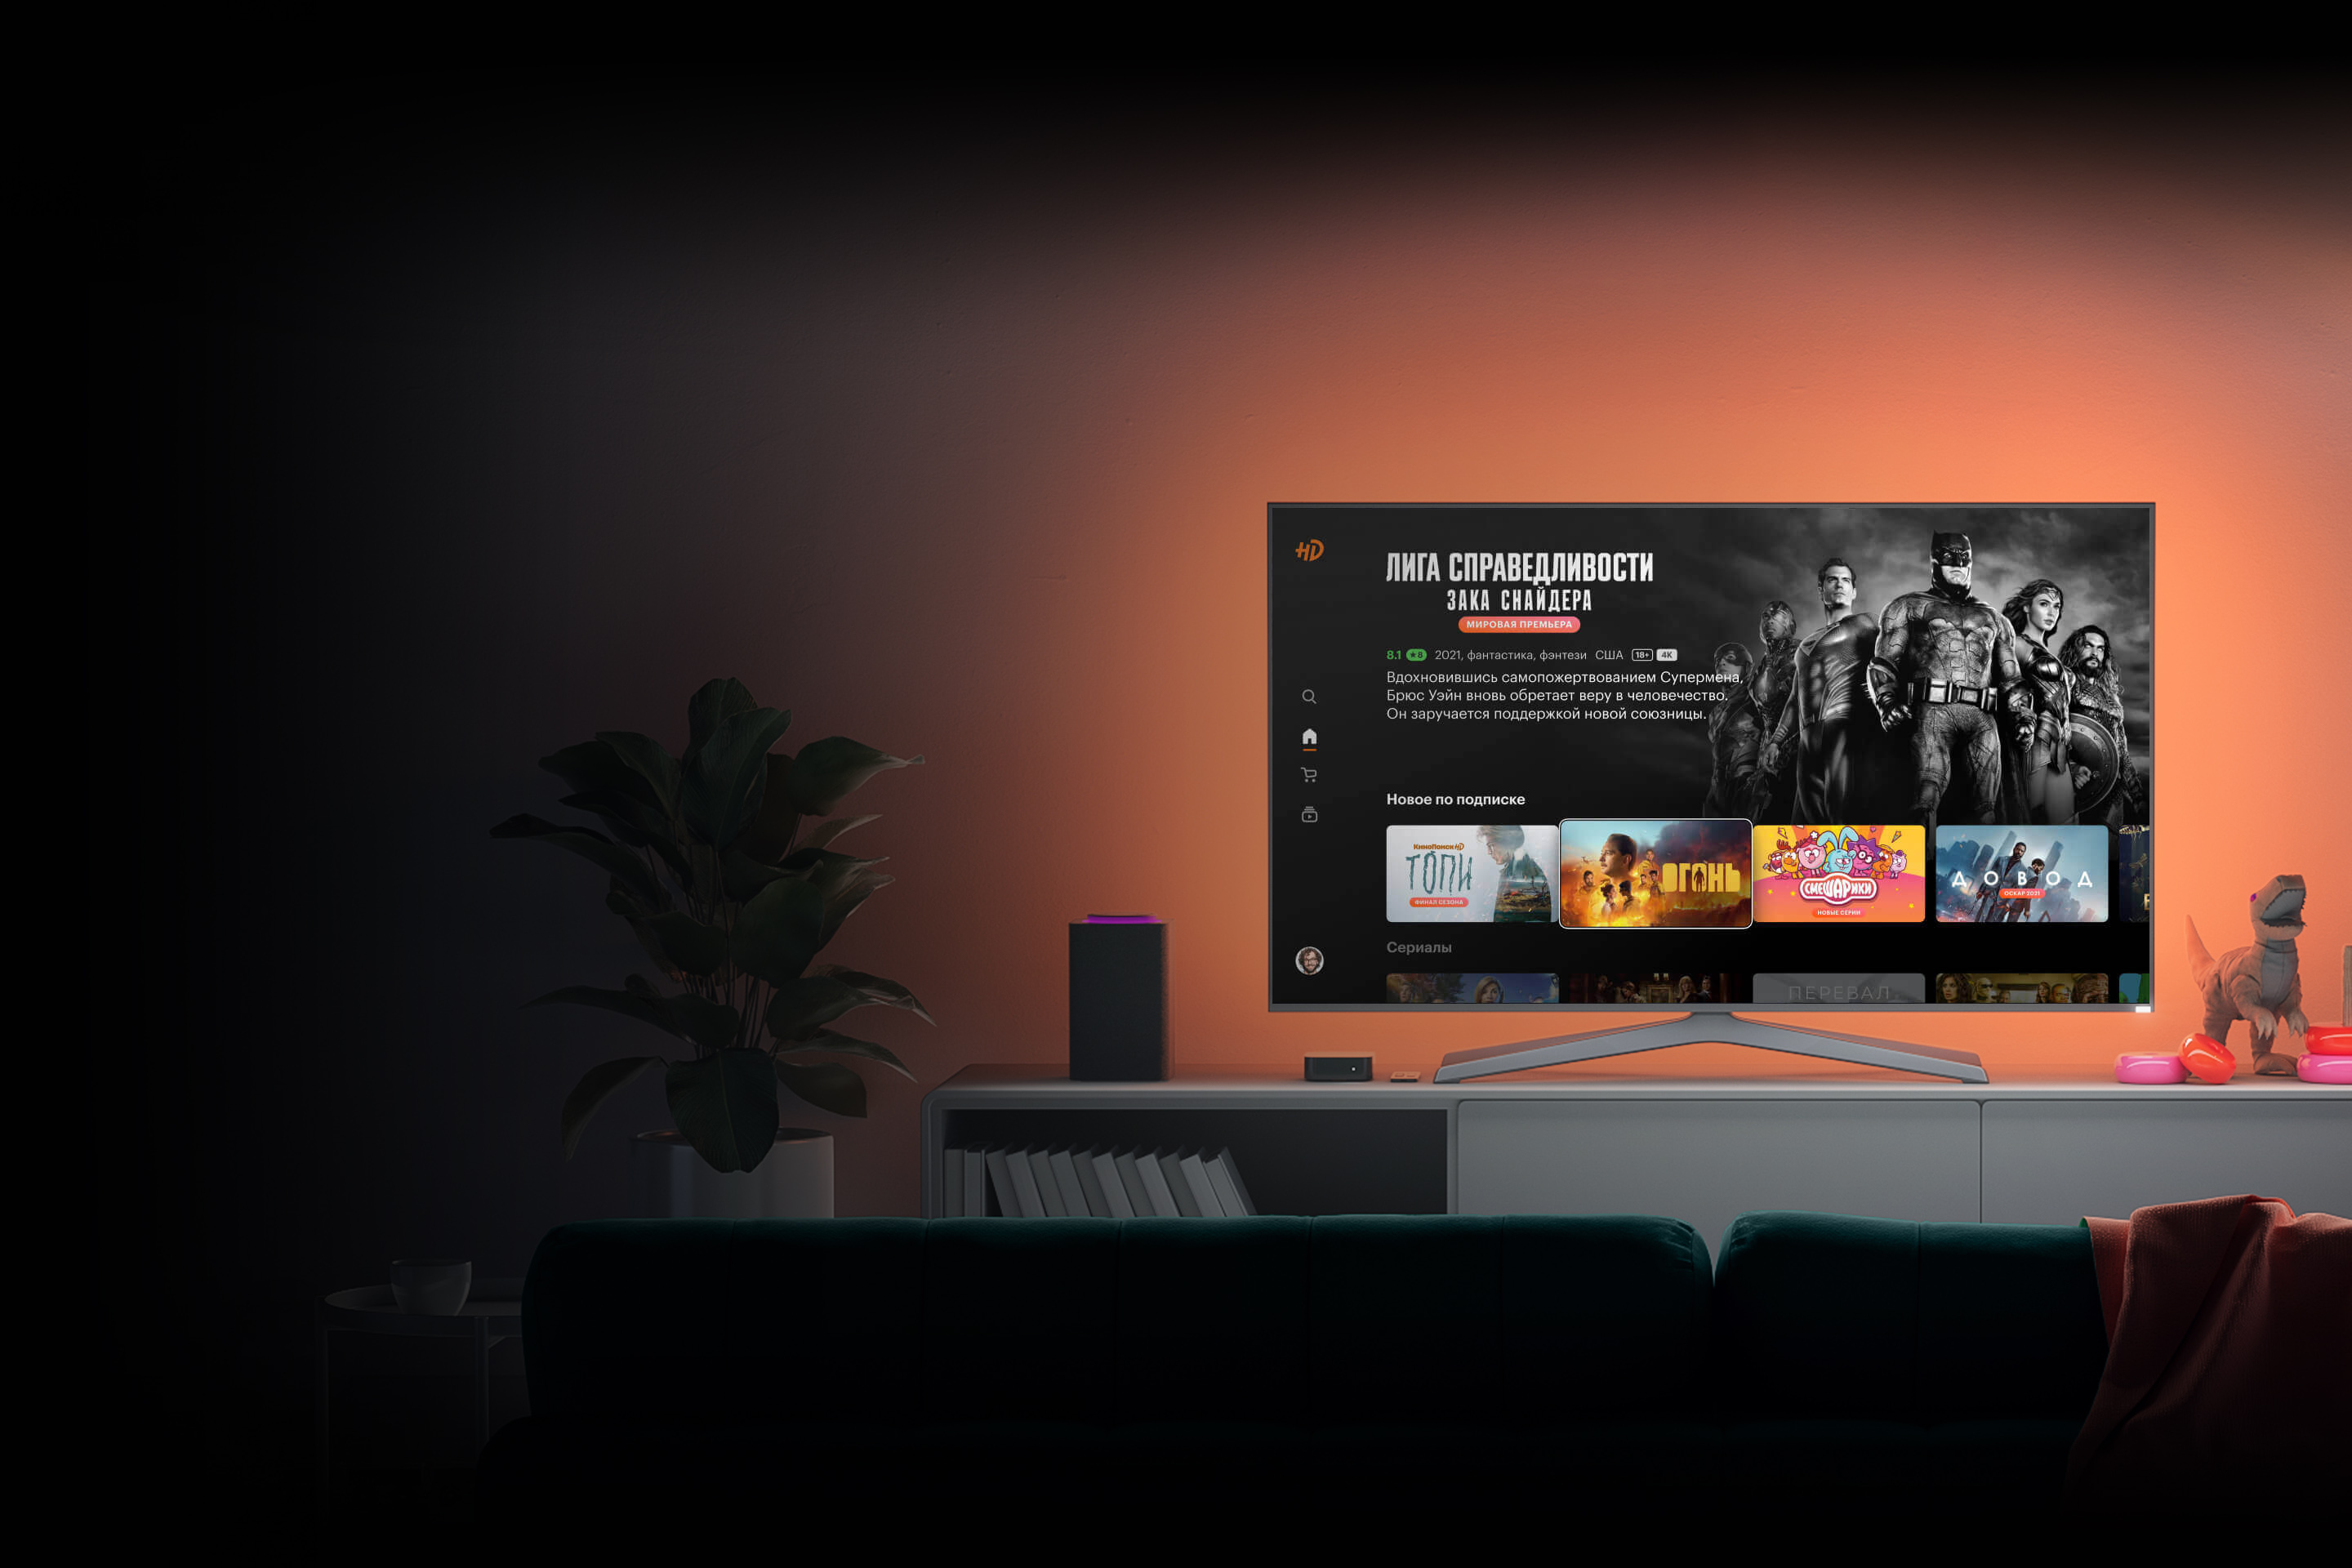 HD
ЛИГА СПРАВЕДЛИВОСТИ
ЗАКА СНАЙДЕРА
МИРОВАЯ ПРЕМЬЕРА
8.1 ★8 2021, фантастика, фэнтези США 18+ 4K
Вдохновившись самопожертвованием Супермена,
Брюс Уэйн вновь обретает веру в человечество.
Он заручается поддержкой новой союзницы.
Новое по подписке
КиноПоиск HD
ТОПИ
ФИНАЛ СЕЗОНА
ОГОНЬ
СМЕШАРИКИ
НОВЫЕ СЕРИИ
ДОВОД
ОСКАР 2021
Сериалы
ПЕРЕВАЛ